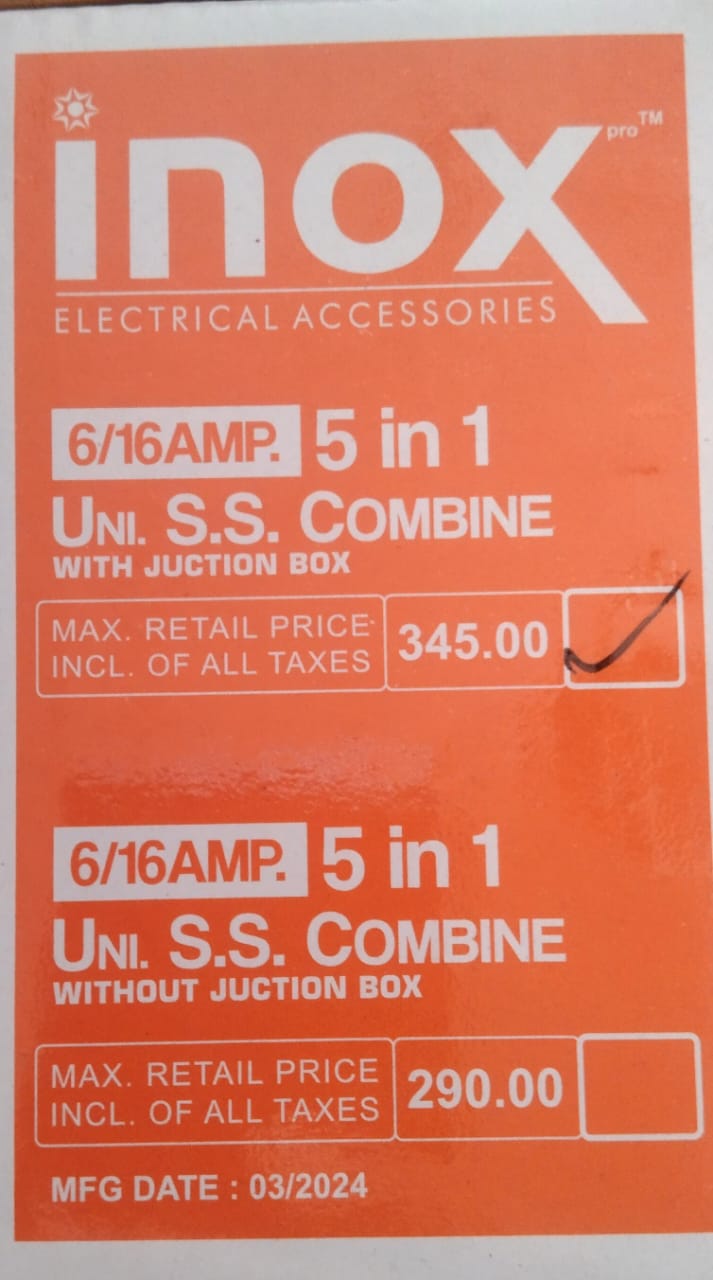 inox pro™
ELECTRICAL ACCESSORIES
6/16AMP. 5 in 1
UNI. S.S. COMBINE
WITH JUCTION BOX
MAX. RETAIL PRICE
INCL. OF ALL TAXES
345.00
6/16AMP. 5 in 1
UNI. S.S. COMBINE
WITHOUT JUCTION BOX
MAX. RETAIL PRICE
INCL. OF ALL TAXES
290.00
MFG DATE : 03/2024